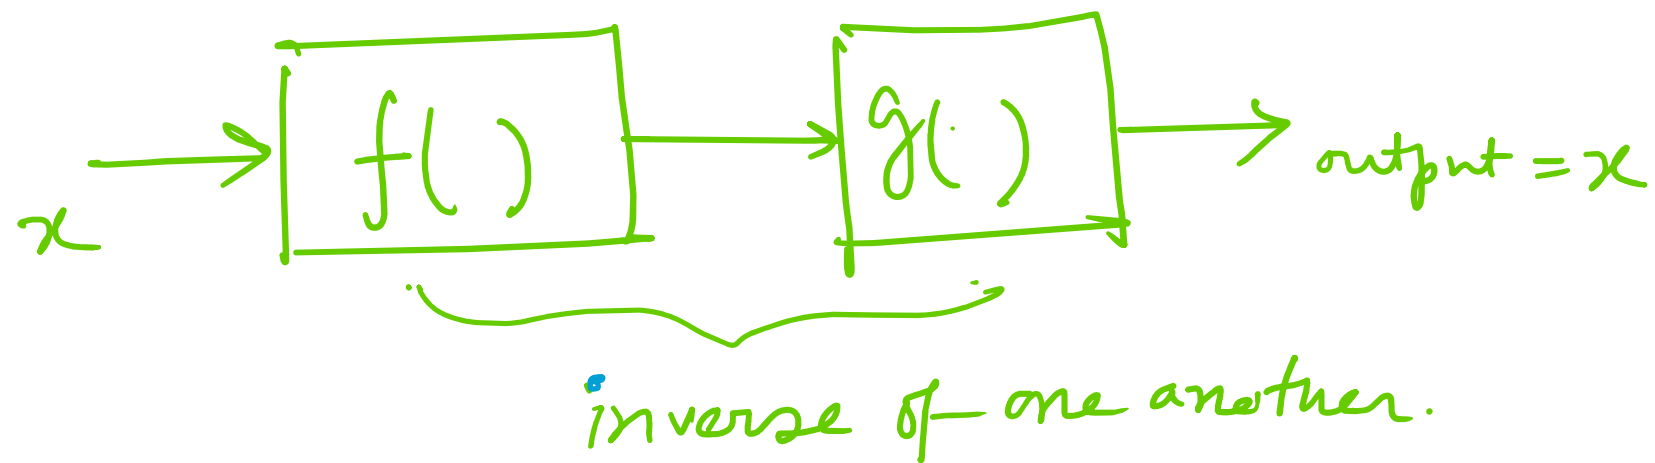 x
f( )
g( )
output = x
inverse of one another.